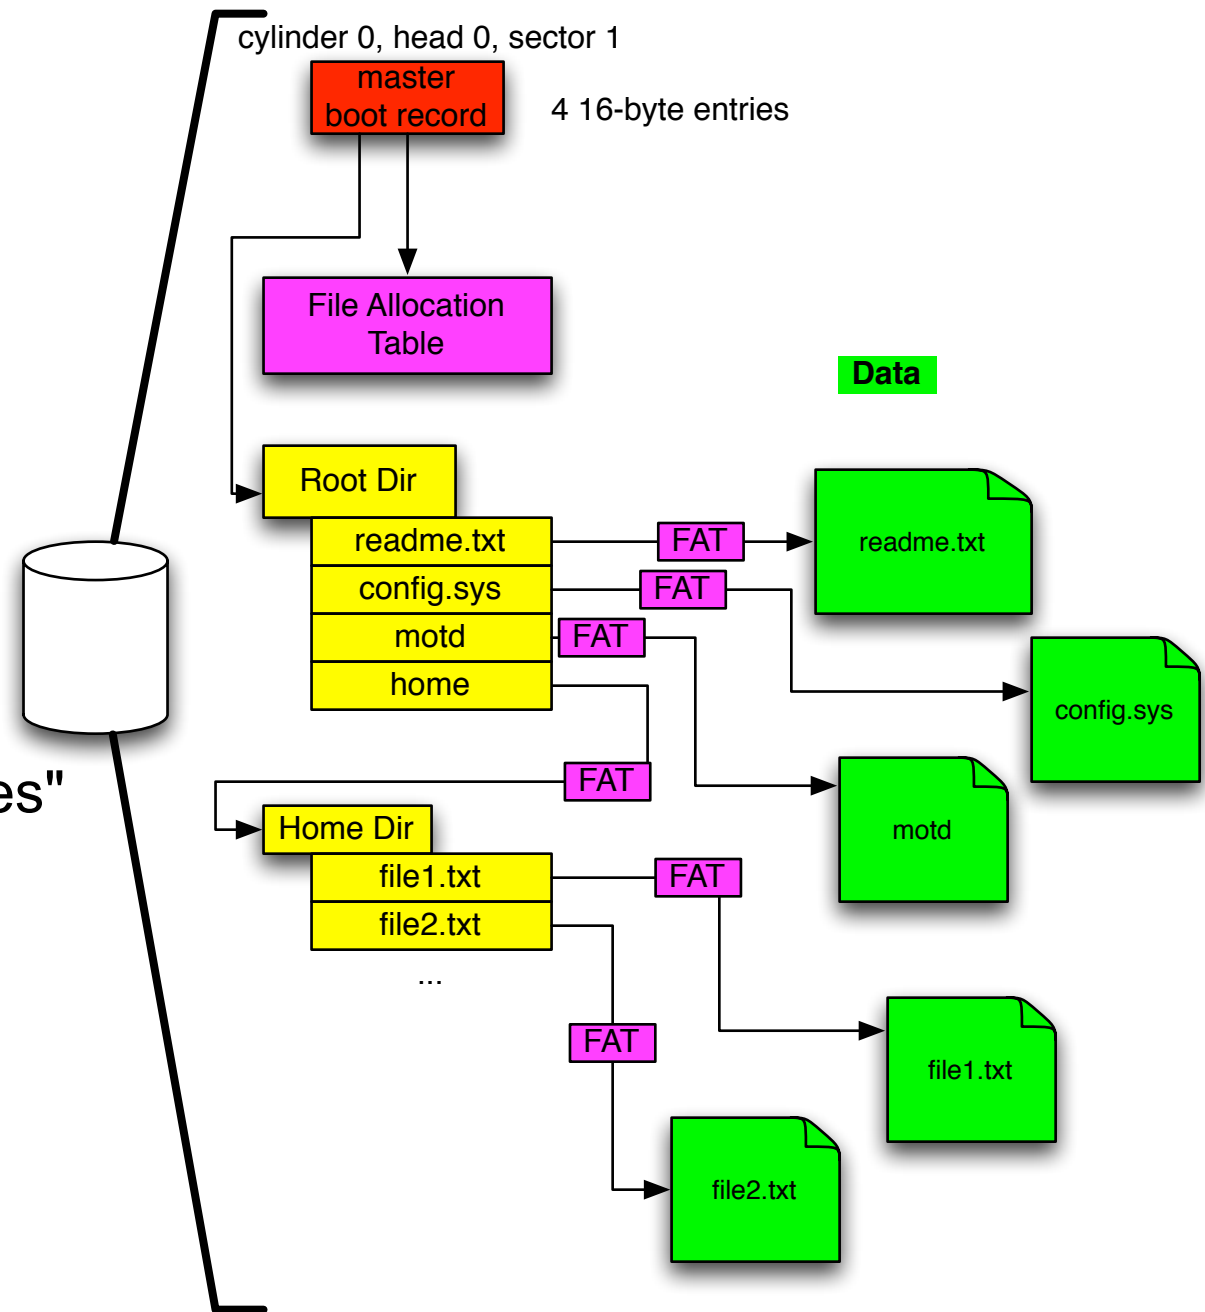 cylinder 0, head 0, sector 1
master
boot record
4 16-byte entries
File Allocation
Table
Data
Root Dir
readme.txt
FAT
readme.txt
config.sys
FAT
motd
FAT
home
config.sys
FAT
es"
Home Dir
motd
file1.txt
FAT
file2.txt
...
FAT
file1.txt
file2.txt